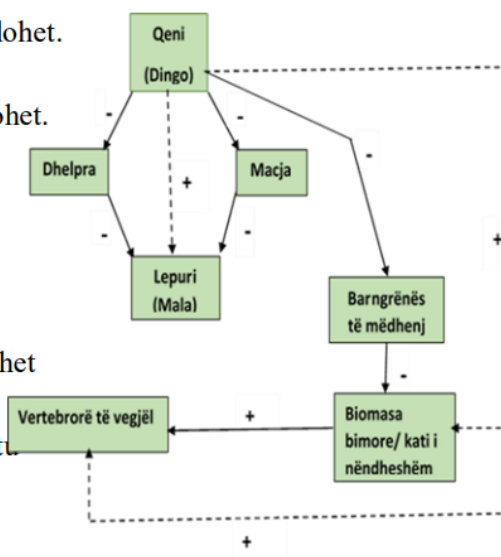 lohet.
Qeni
(Dingo)
-
-
ohet.
-
Dhelpra
Macja
+
-
-
+
Lepuri
(Mala)
Barngrënës
të mëdhenj
het
-
Vertebrorë të vegjël
+
Biomasa
bimore/ kati i
nëndheshëm
+